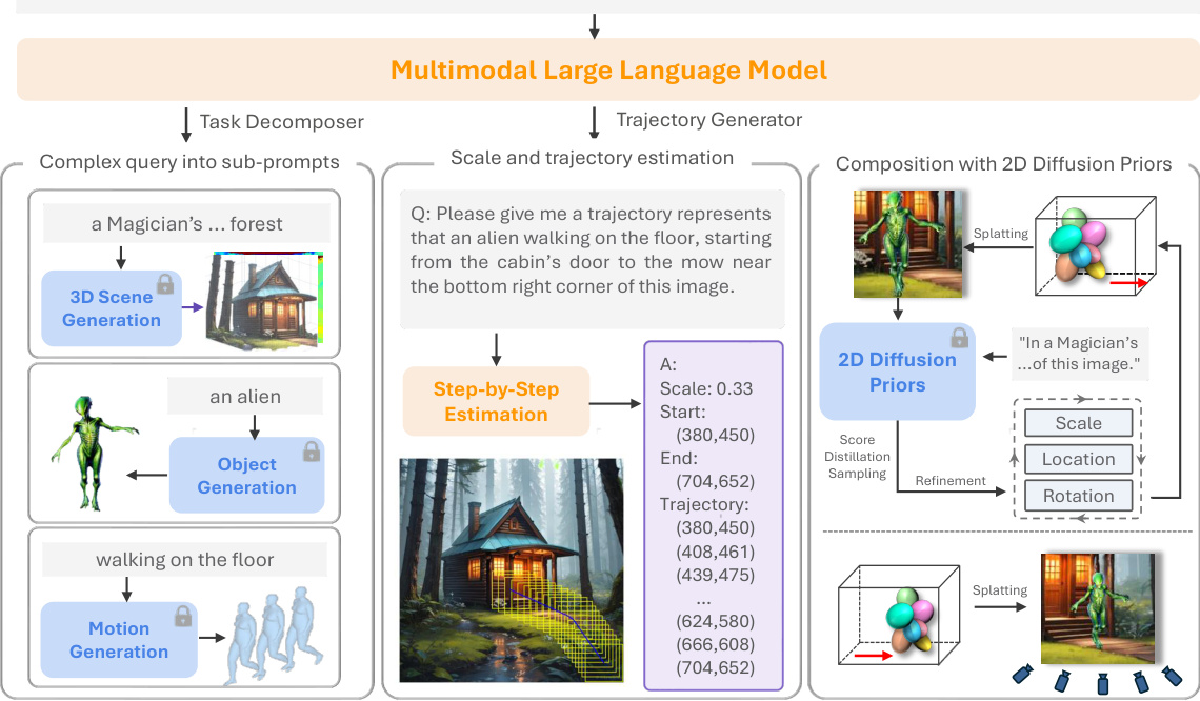 Multimodal Large Language Model
Task Decomposer
Trajectory Generator
Complex query into sub-prompts
a Magician's ... forest
3D Scene
Generation
an alien
Object
Generation
walking on the floor
Motion
Generation
Scale and trajectory estimation
Q: Please give me a trajectory represents
that an alien walking on the floor, starting
from the cabin's door to the mow near
the bottom right corner of this image.
Step-by-Step
Estimation
A:
Scale: 0.33
Start:
(380,450)
End:
(704,652)
Trajectory:
(380,450)
(408,461)
(439,475)
...
(624,580)
(666,608)
(704,652)
Composition with 2D Diffusion Priors
Splatting
2D Diffusion
Priors
"In a Magician's
...of this image."
Score
Distillation
Sampling
Refinement
Scale
Location
Rotation
Splatting